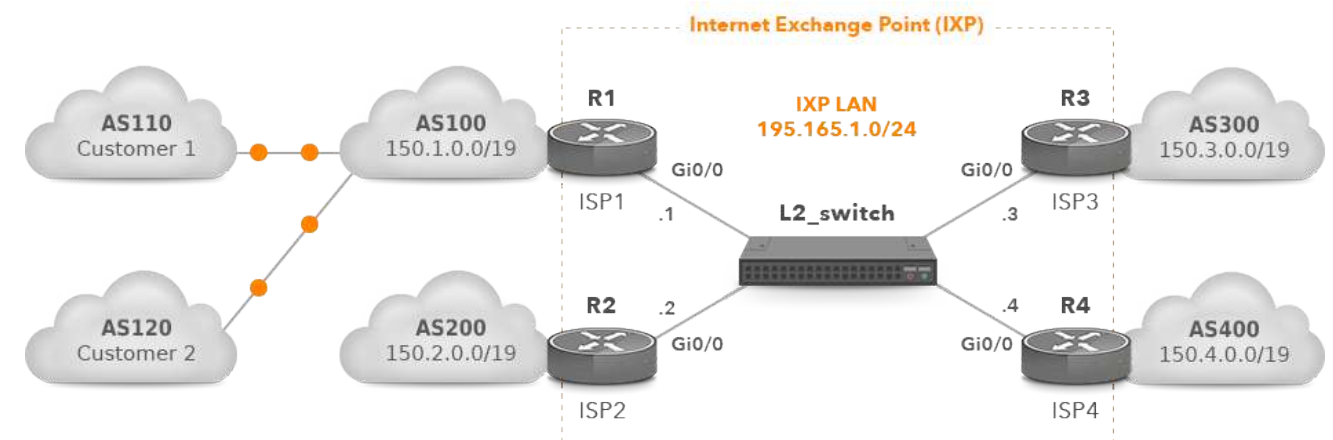 Internet Exchange Point (IXP)
AS110
Customer 1
AS100
150.1.0.0/19
R1
ISP1
Gi0/0
.1
IXP LAN
195.165.1.0/24
R3
ISP3
Gi0/0
.3
AS300
150.3.0.0/19
L2_switch
AS120
Customer 2
AS200
150.2.0.0/19
R2
ISP2
.2
Gi0/0
.4
Gi0/0
R4
ISP4
AS400
150.4.0.0/19